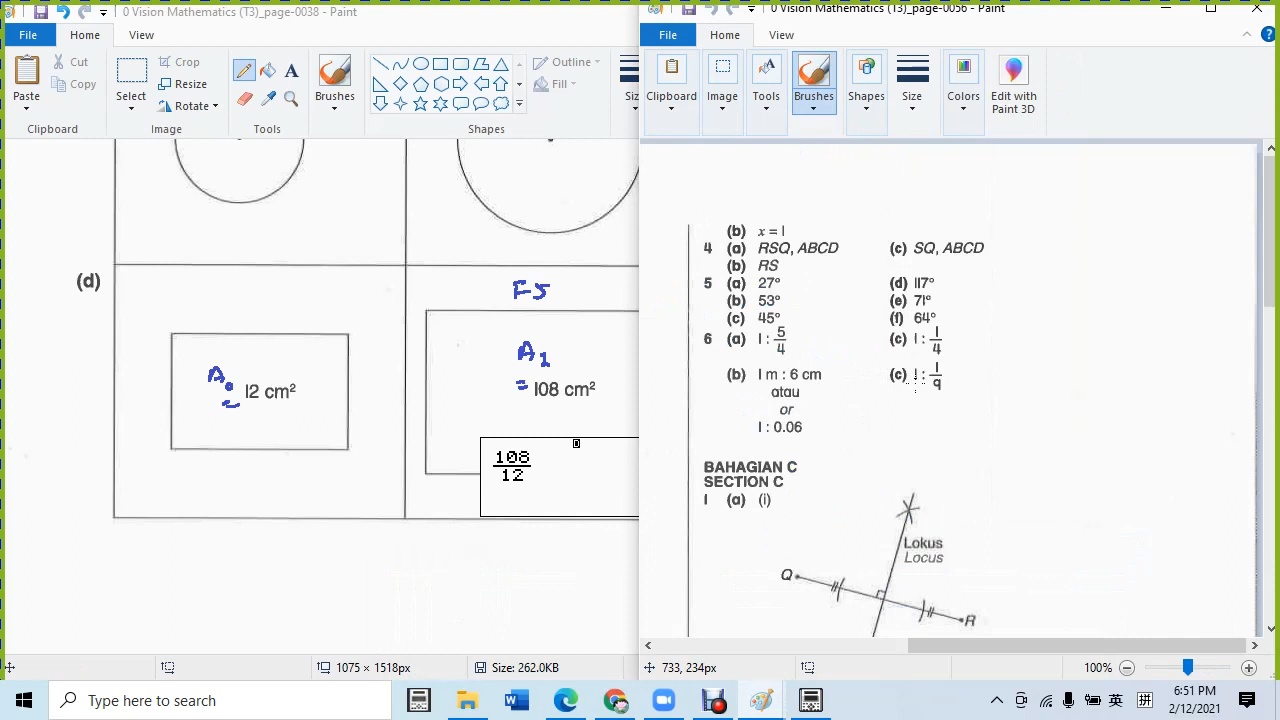 0 Vision Mathematics (T3)_page-0038 - Paint
File Home View
Paste
Cut
Copy
Clipboard
Select
Crop
Resize
Rotate
Image
A
Tools
Brushes
Shapes
Outline
Fill
(d)
A₀
= 12 cm²
FS
A₁
= 108 cm²
108
12
1075 × 1518px
Size: 262.0KB
0 Vision Mathematics (T3)_page-0056 - Paint
File Home View
Clipboard
Image
Tools
Brushes
Shapes
Size
Colors
Edit with
Paint 3D
(b) x = 1
4 (a) RSQ, ABCD (c) SQ, ABCD
(b) RS
5 (a) 27° (d) 117°
(b) 53° (e) 71°
(c) 45° (f) 64°
6 (a) 1 : 5/4 (c) 1 : 1/4
(b) 1 m : 6 cm (c) 1 : 1/9
atau
or
1 : 0.06
BAHAGIAN C
SECTION C
1 (a) (i)
Lokus
Locus
Q
R
733, 234px
100%
Type here to search
英
拼
6:51 PM
2/12/2021